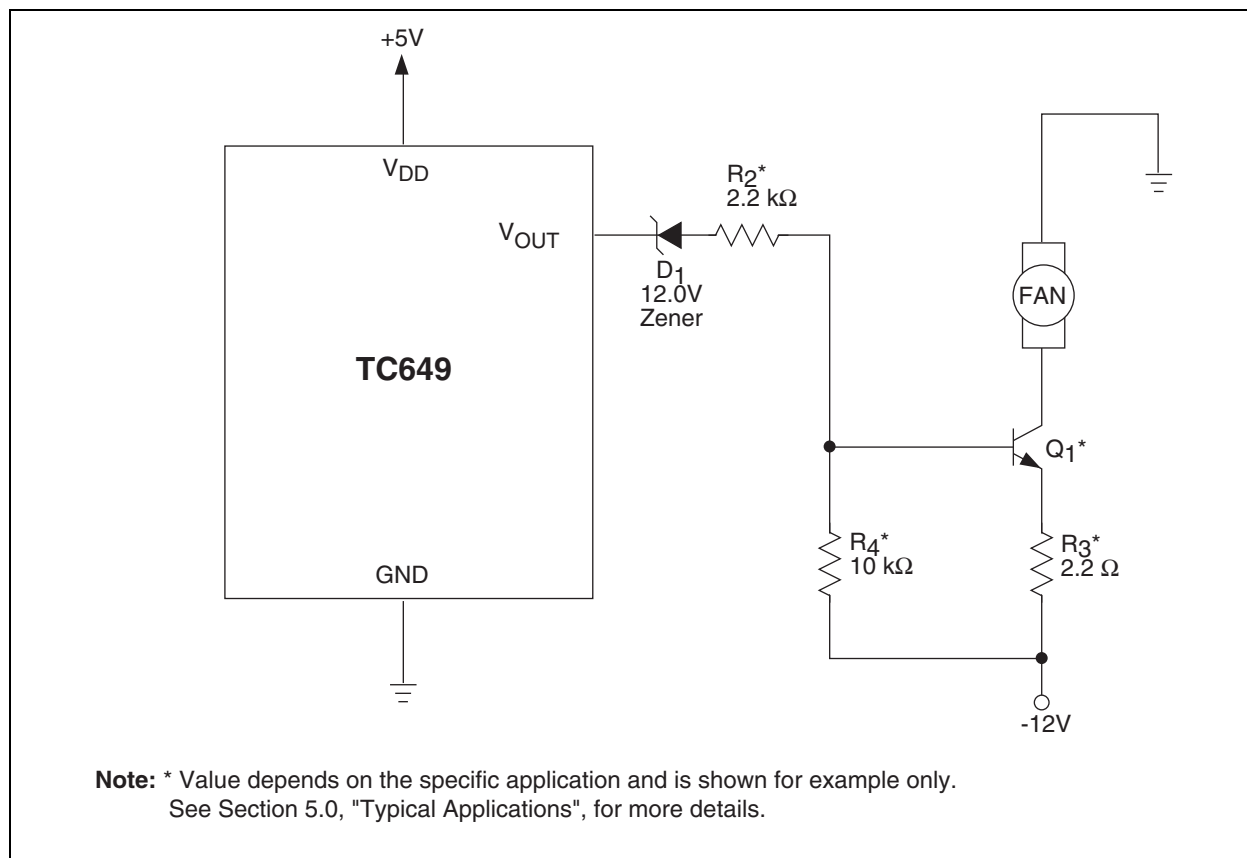 +5V
VDD
VOUT
TC649
GND
D1
12.0V
Zener
R2*
2.2 kΩ
FAN
Q1*
R4*
10 kΩ
R3*
2.2 Ω
-12V
Note: * Value depends on the specific application and is shown for example only.
See Section 5.0, "Typical Applications", for more details.